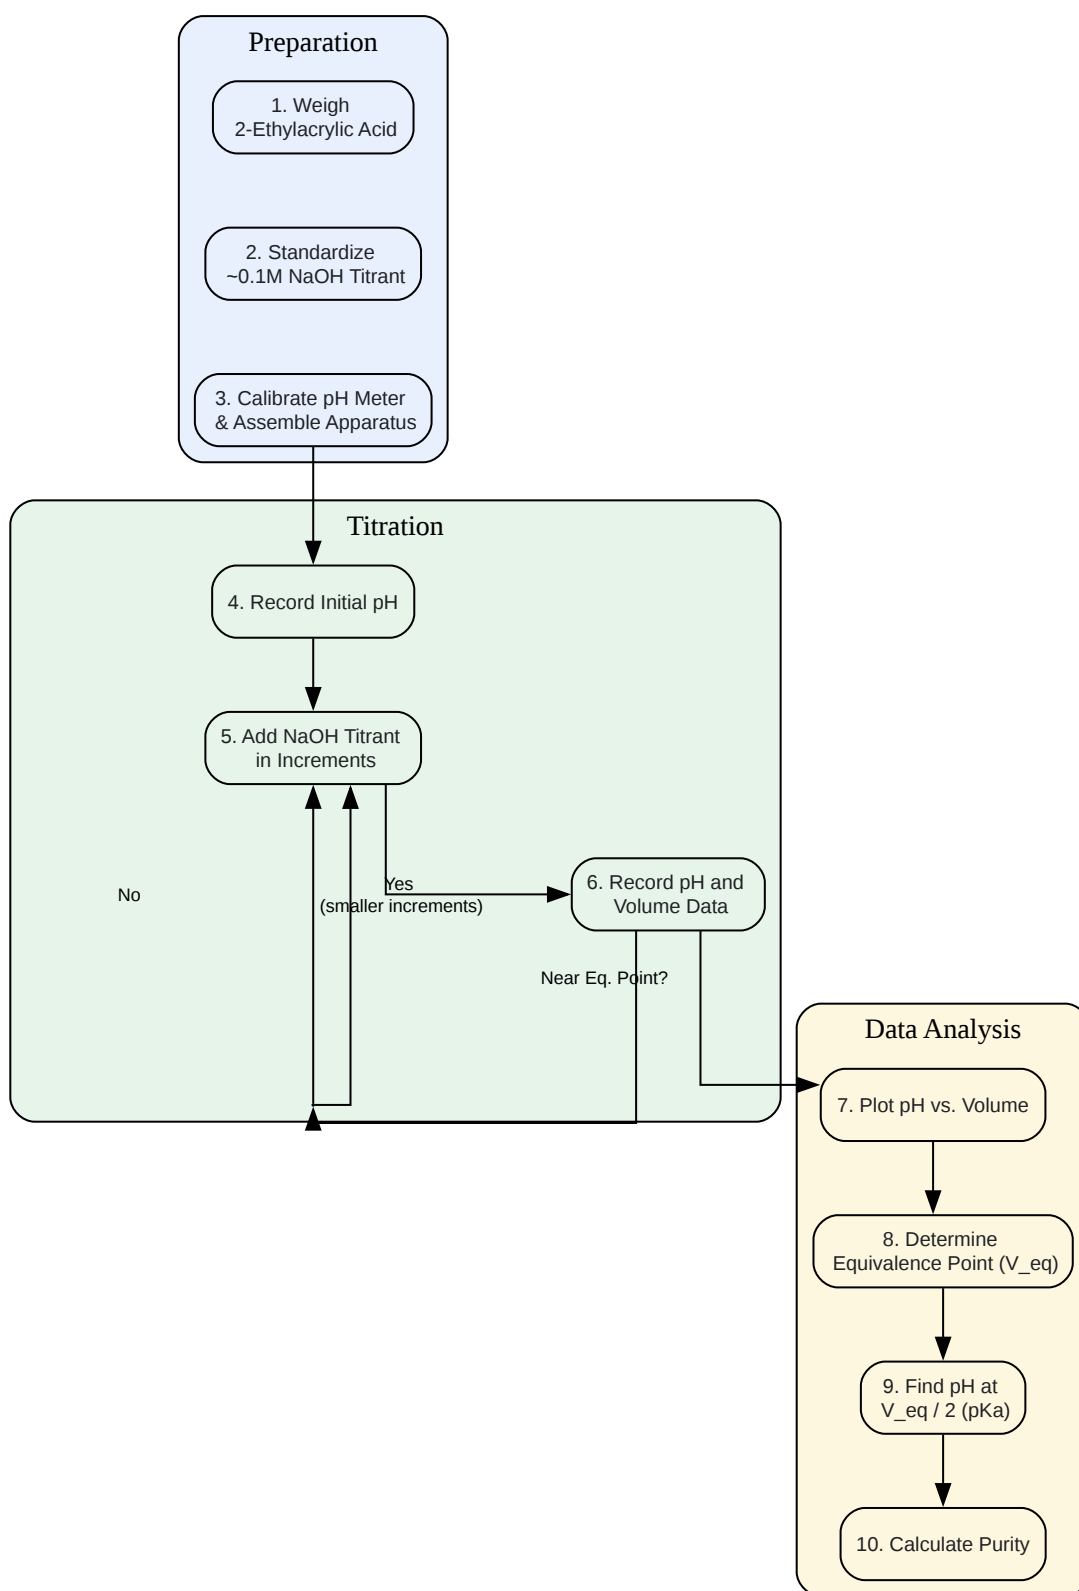 Preparation
1. Weigh
2-Ethylacrylic Acid
2. Standardize
~0.1M NaOH Titrant
3. Calibrate pH Meter
& Assemble Apparatus
Titration
4. Record Initial pH
5. Add NaOH Titrant
in Increments
No
Yes
(smaller increments)
6. Record pH and
Volume Data
Near Eq. Point?
Data Analysis
7. Plot pH vs. Volume
8. Determine
Equivalence Point (V_eq)
9. Find pH at
V_eq / 2 (pKa)
10. Calculate Purity